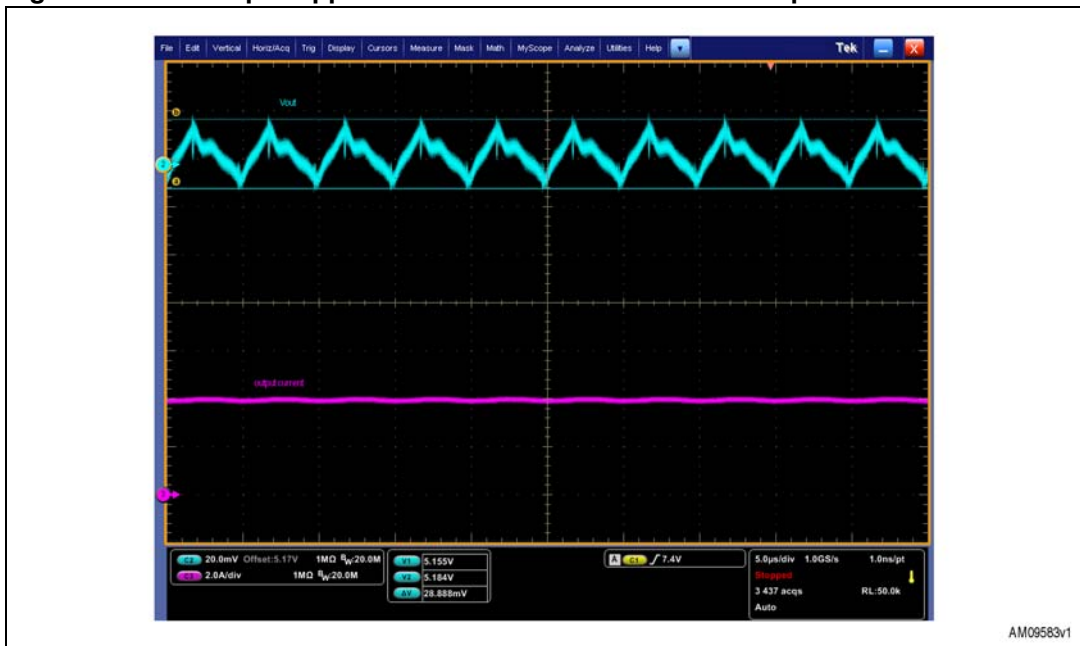 File Edit Vertical Horiz/Acq Trig Display Cursors Measure Mask Math MyScope Analyze Utilities Help Tek X
Vout
b
2
a
output current
3
C2 20.0mV Offset:5.17V 1MΩ BW:20.0M
C3 2.0A/div 1MΩ BW:20.0M
V1 5.155V
V2 5.184V
ΔV 28.888mV
A C1 7.4V
5.0µs/div 1.0GS/s 1.0ns/pt
Stopped
3 437 acqs RL:50.0k
Auto
AM09583v1